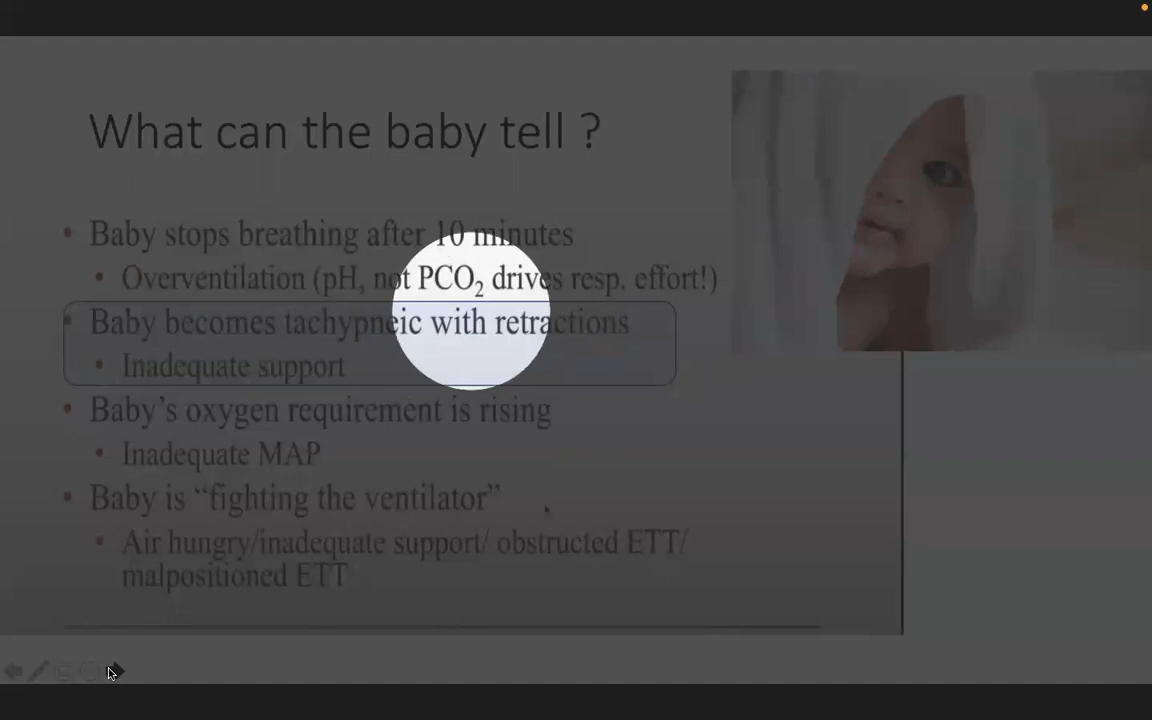 What can the baby tell ?
• Baby stops breathing after 10 minutes
• Overventilation (pH, not PCO₂ drives resp. effort!)
• Baby becomes tachypneic with retractions
• Inadequate support
• Baby’s oxygen requirement is rising
• Inadequate MAP
• Baby is “fighting the ventilator”
• Air hungry/inadequate support/ obstructed ETT/
malpositioned ETT